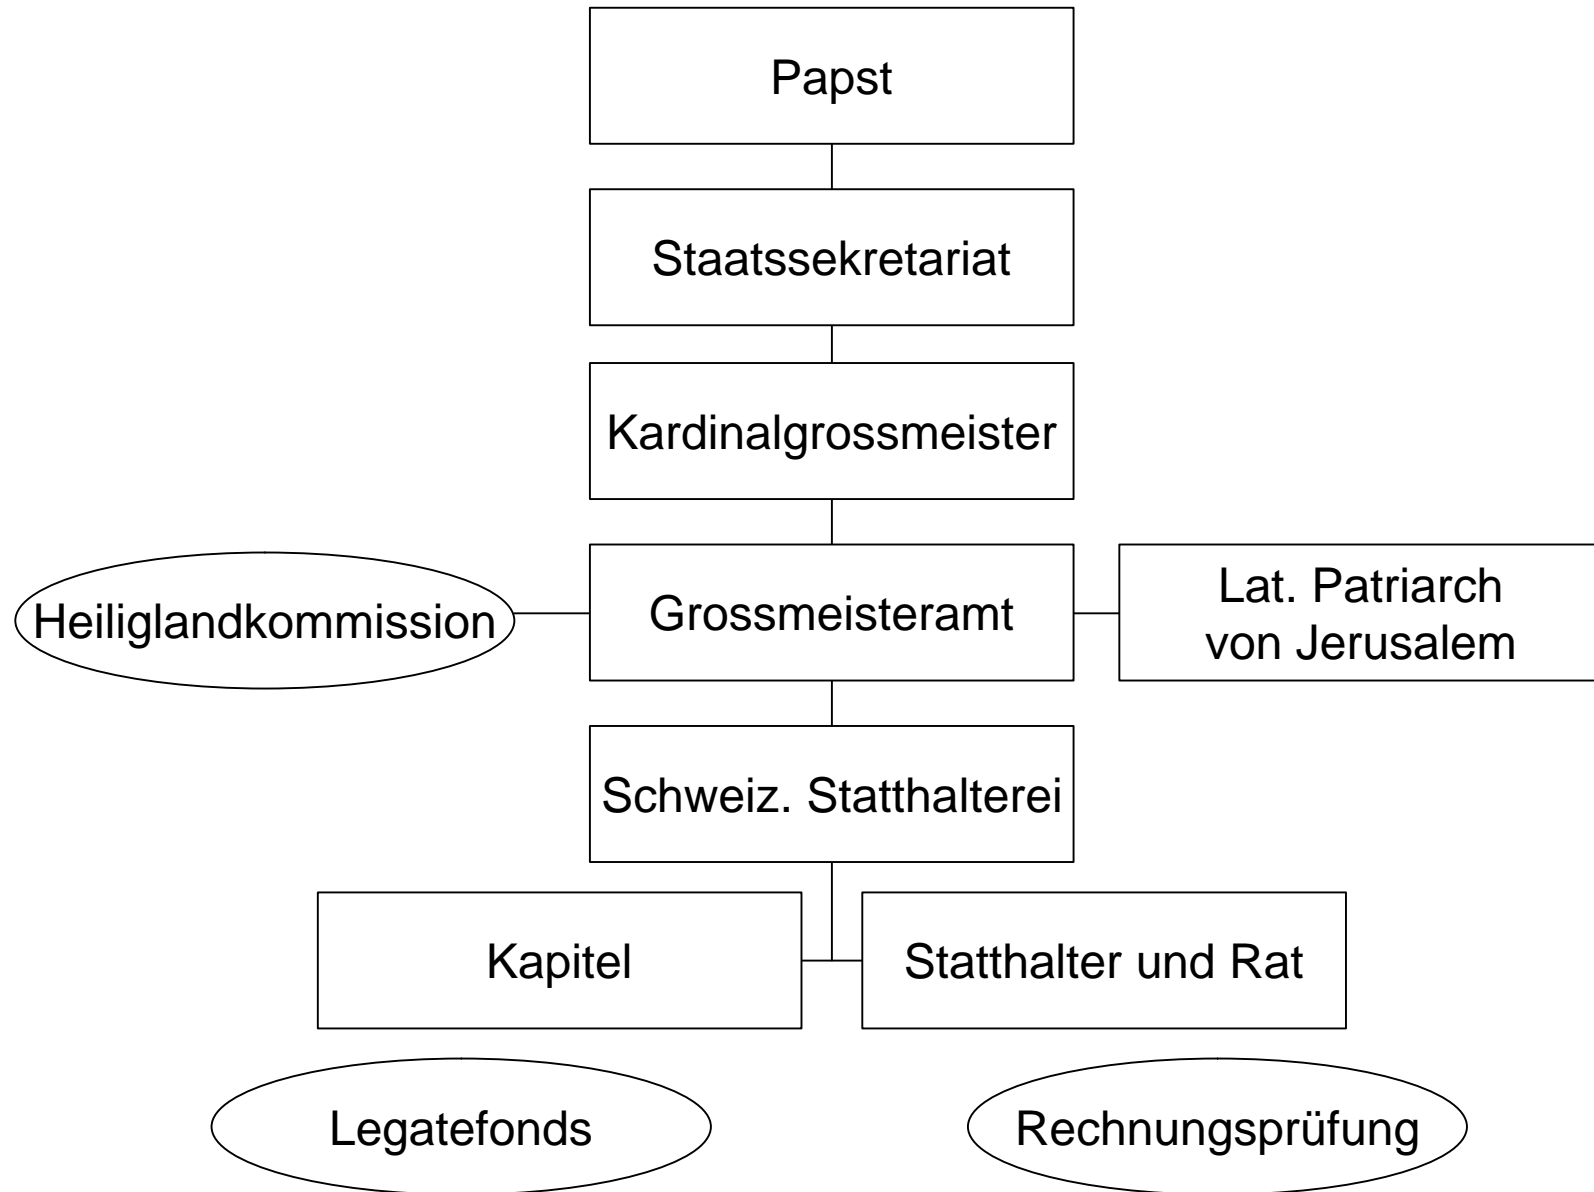 Papst
Staatssekretariat
Kardinalgrossmeister
Heiliglandkommission
Grossmeisteramt
Lat. Patriarch
von Jerusalem
Schweiz. Statthalterei
Kapitel
Statthalter und Rat
Legatefonds
Rechnungsprüfung